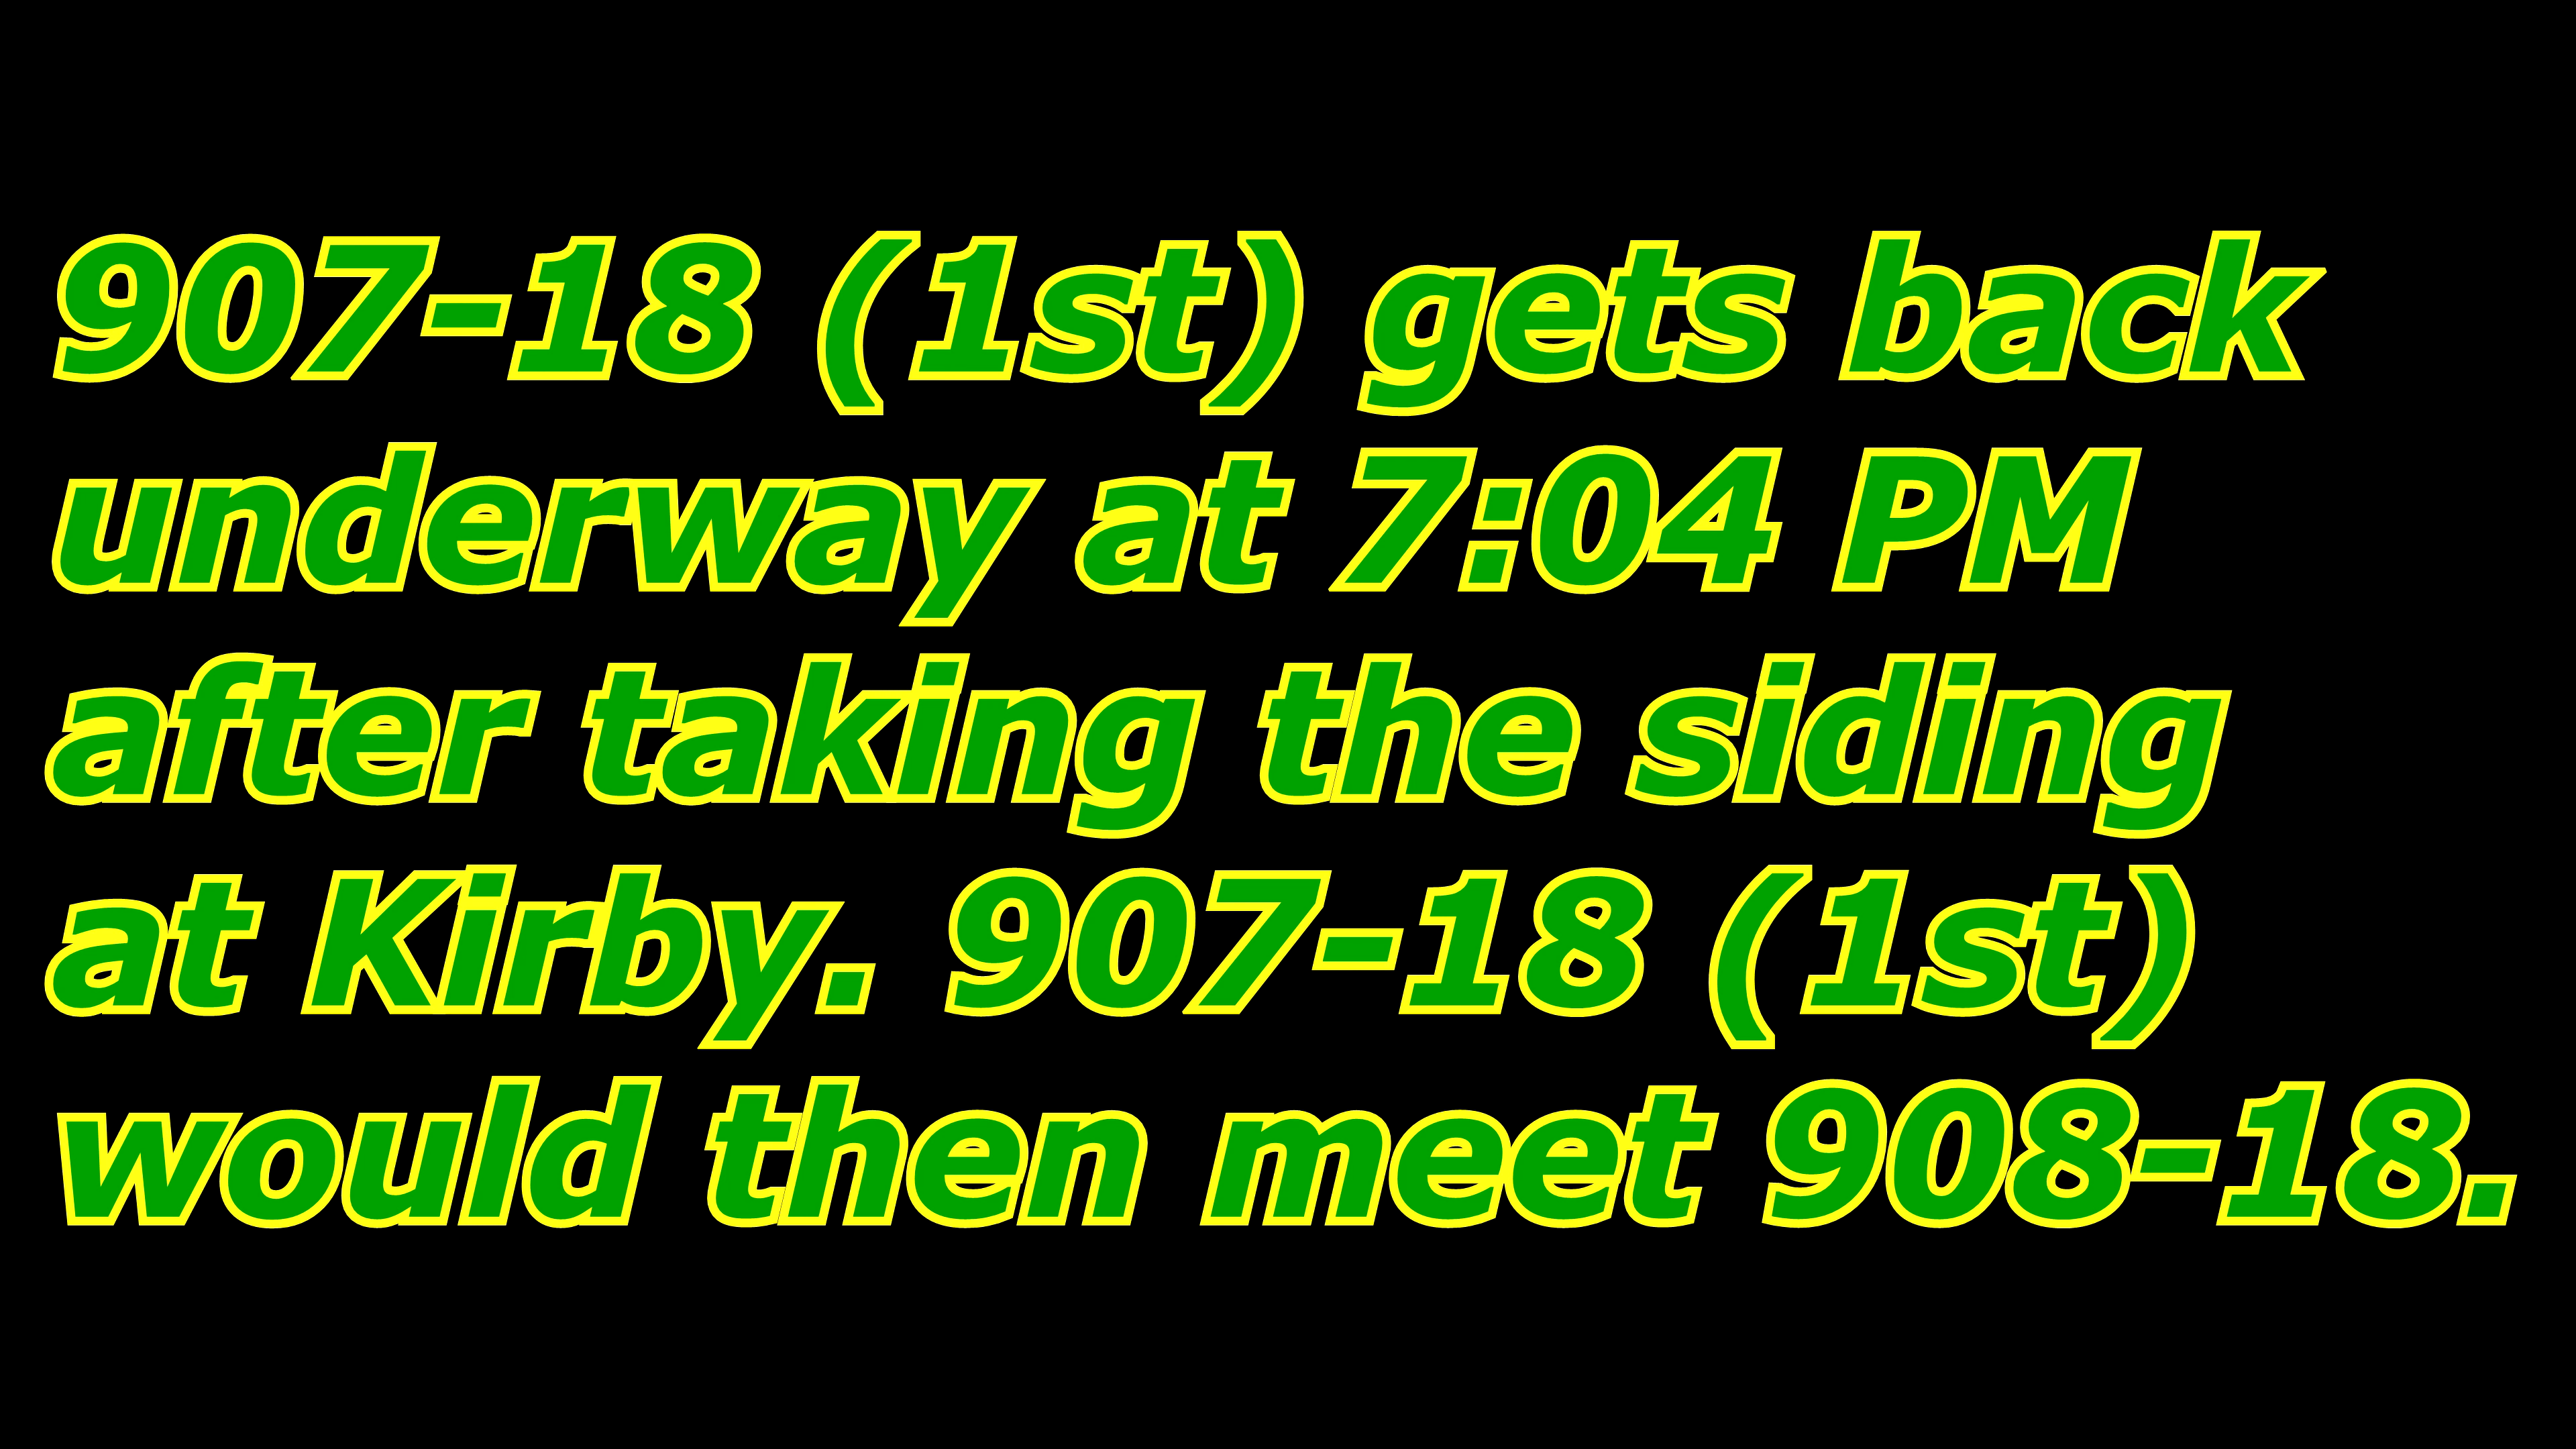 907-18 (1st) gets back
underway at 7:04 PM
after taking the siding
at Kirby. 907-18 (1st)
would then meet 908-18.